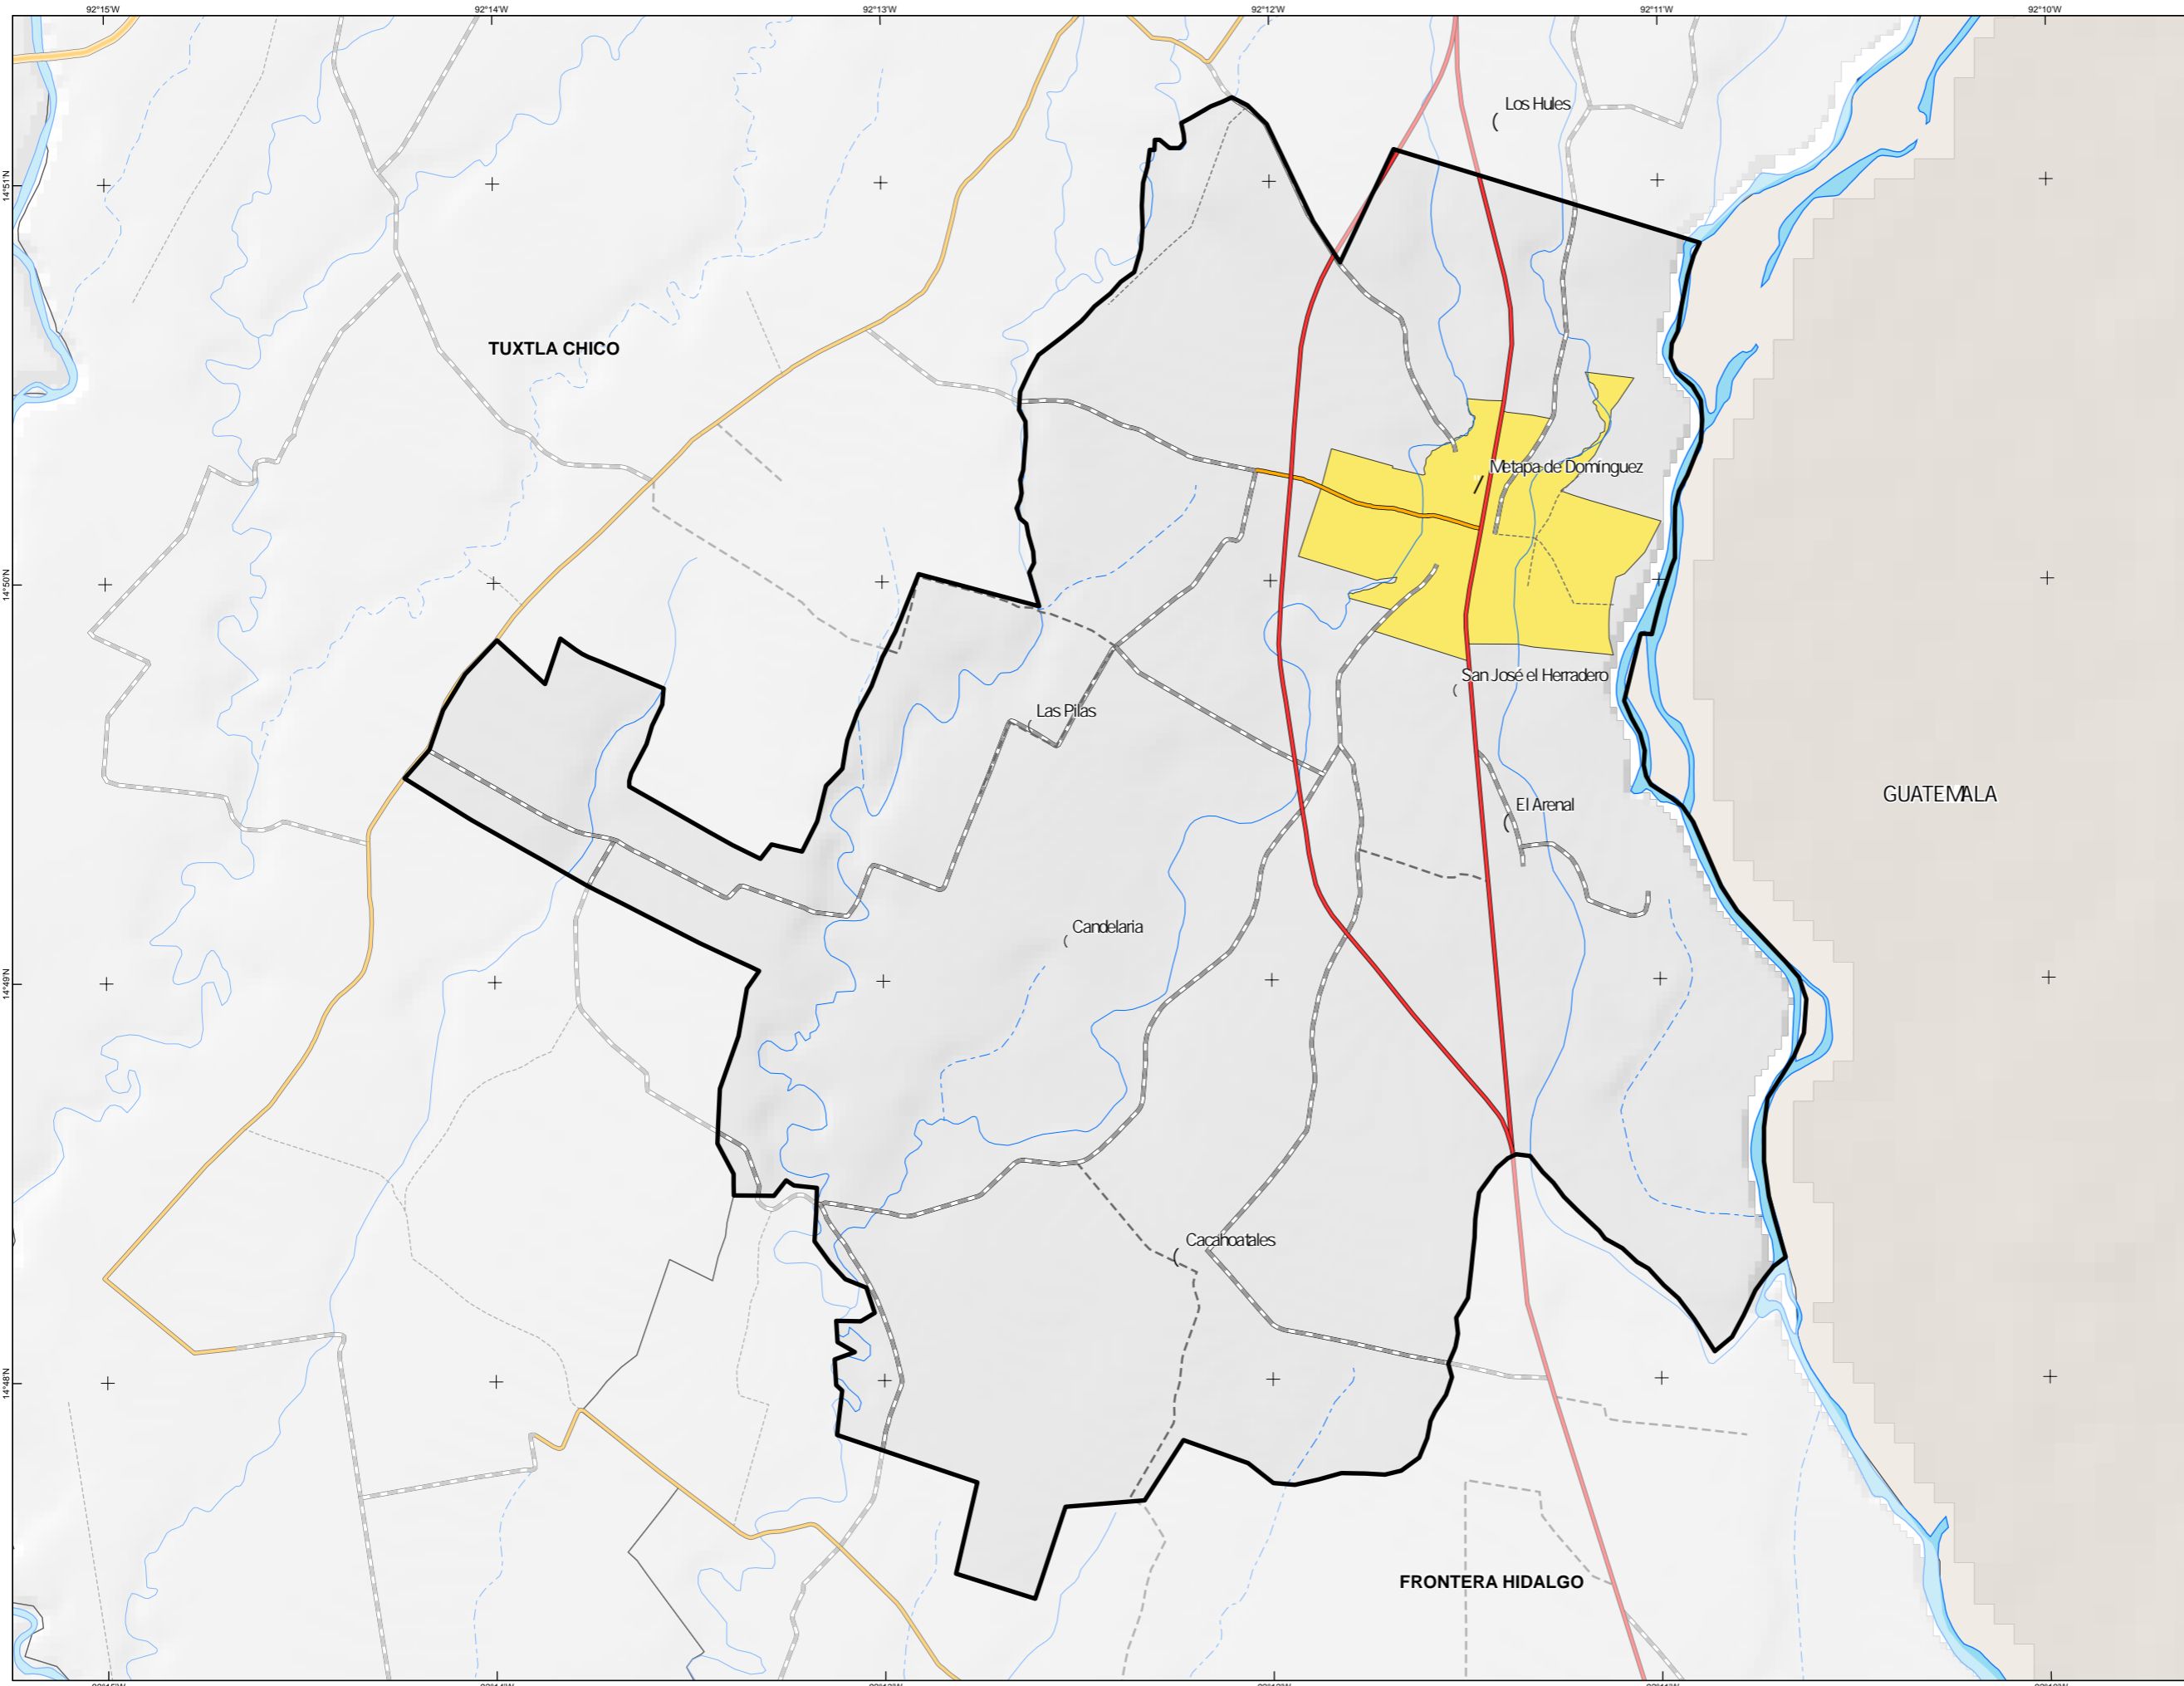 92°15'W
92°14'W
92°13'W
92°12'W
92°11'W
92°10'W
Los Hules
14°51'N
TUXTLA CHICO
Metapa de Domínguez
14°50'N
San José el Herradero
Las Pilas
GUATEMALA
El Arenal
Candelaria
14°49'N
Cacahoatales
14°48'N
FRONTERA HIDALGO